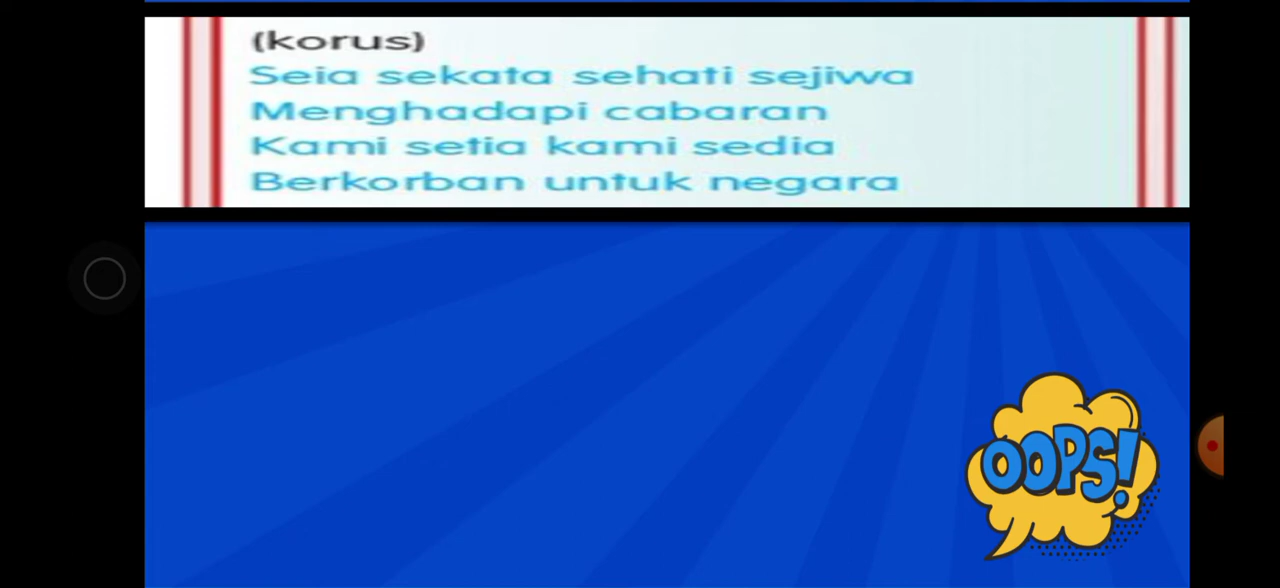 (korus)
Seia sekata sehati sejiwa
Menghadapi cabaran
Kami setia kami sedia
Berkorban untuk negara
OOPS!